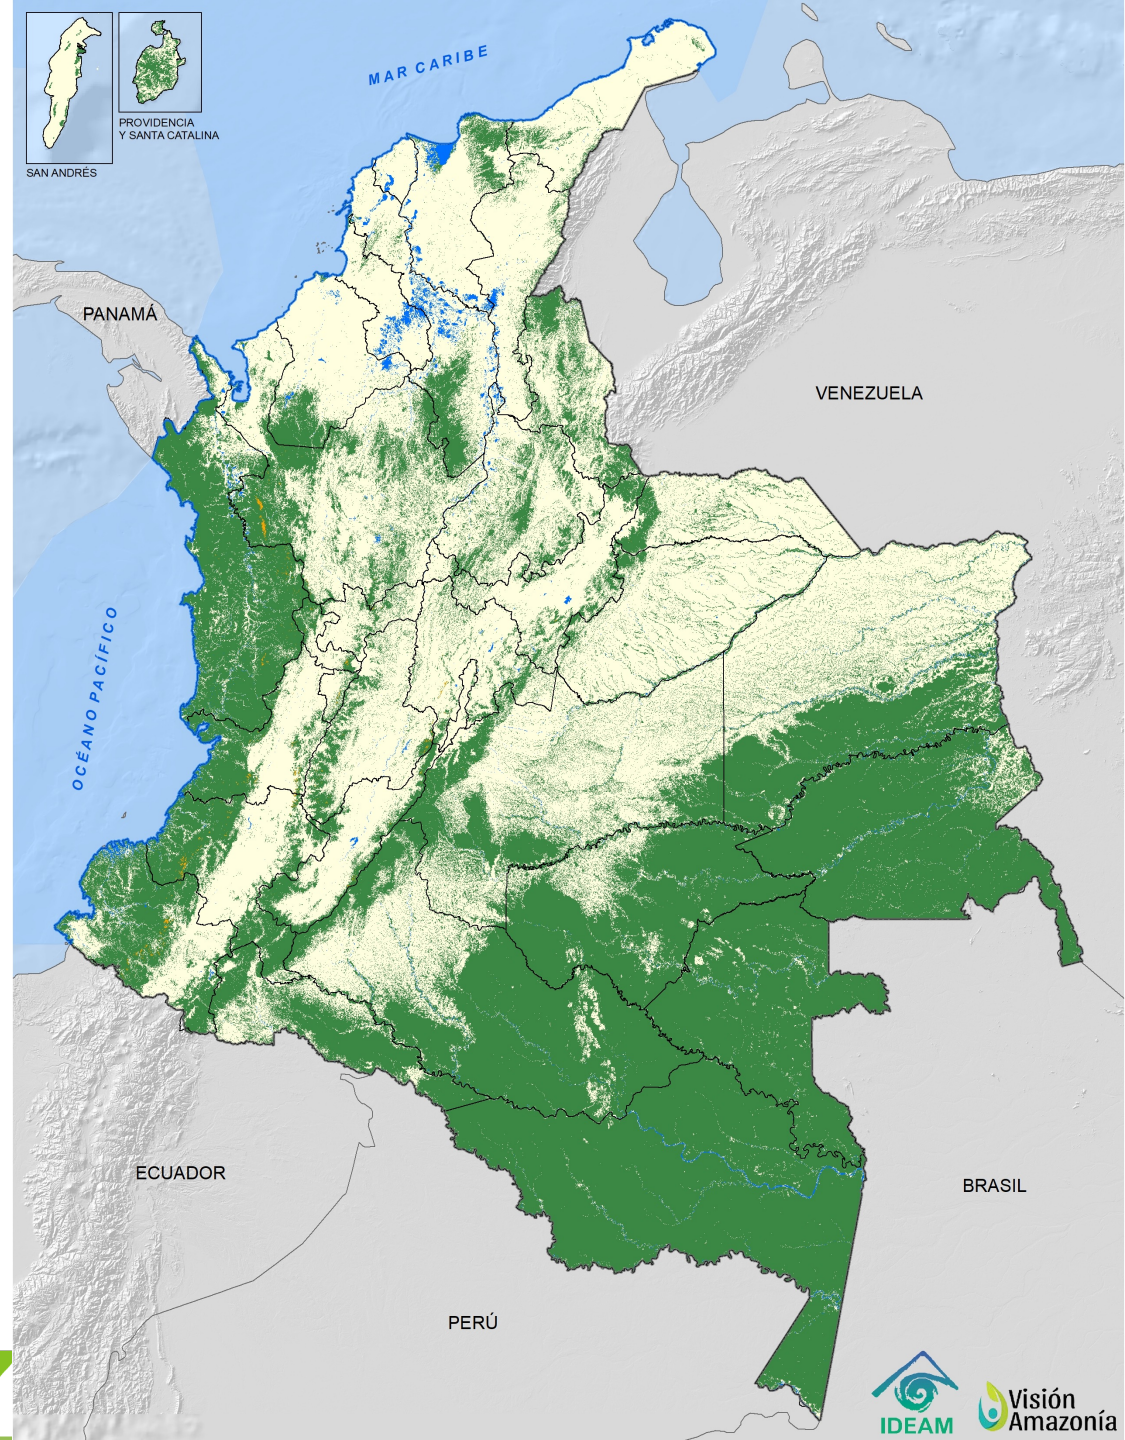 MAR CARIBE
PROVIDENCIA
Y SANTA CATALINA
SAN ANDRÉS
PANAMÁ
VENEZUELA
OCÉANO PACÍFICO
ECUADOR
BRASIL
PERÚ
IDEAM
Visión
Amazonía